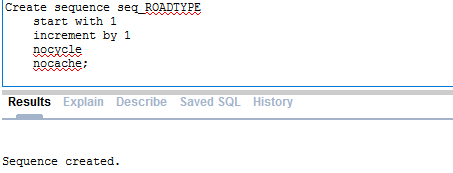 Create sequence seq_ROADTYPE
start with 1
increment by 1
nocycle
nocache;
Results Explain Describe Saved SQL History
Sequence created.